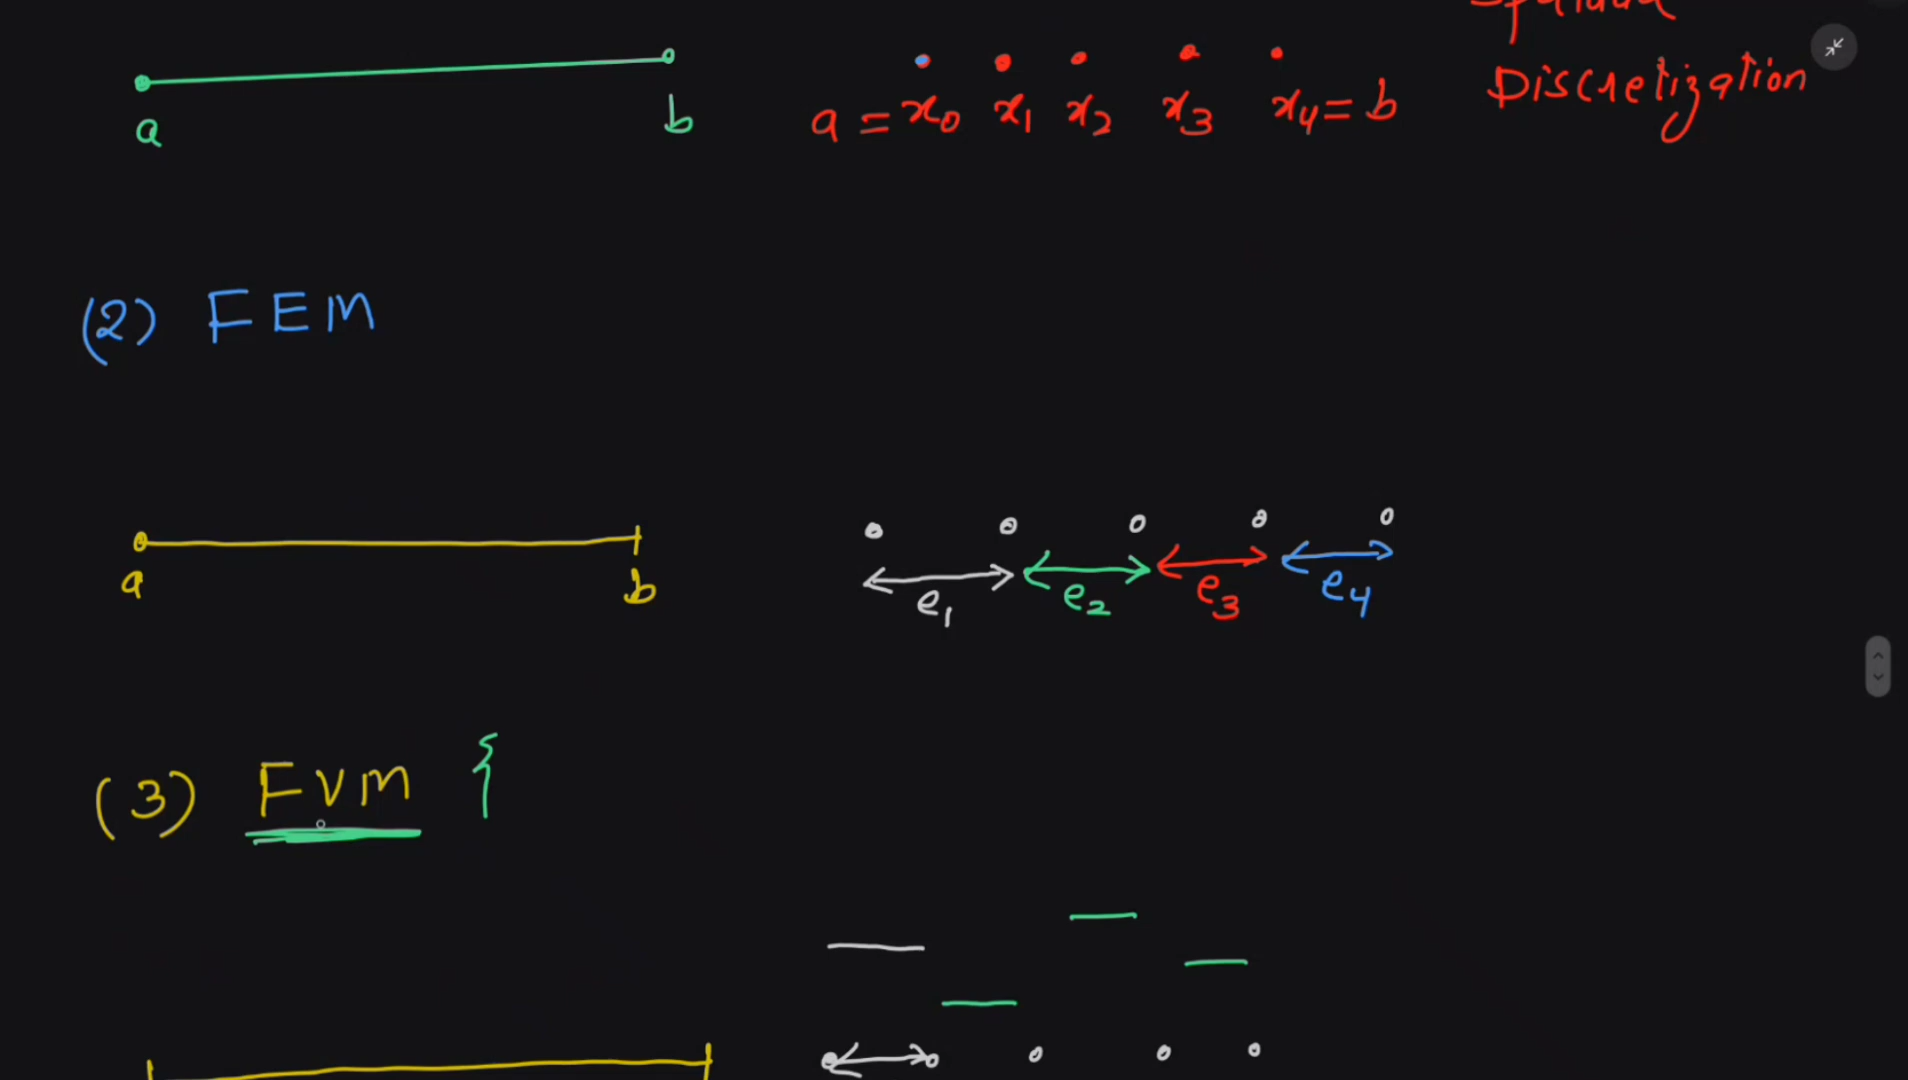 Discretization
a b a = x0 x1 x2 x3 x4 = b
(2) FEM
a b e1 e2 e3 e4
(3) FVM {